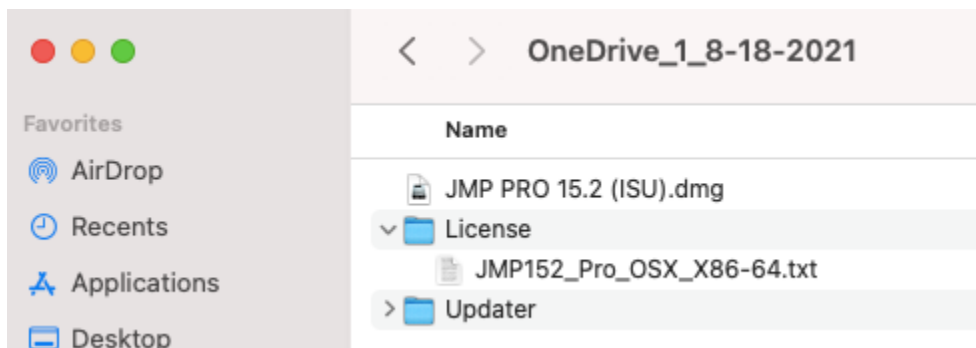 OneDrive_1_8-18-2021
Favorites
AirDrop
Recents
Applications
Desktop
Name
JMP PRO 15.2 (ISU).dmg
License
JMP152_Pro_OSX_X86-64.txt
Updater